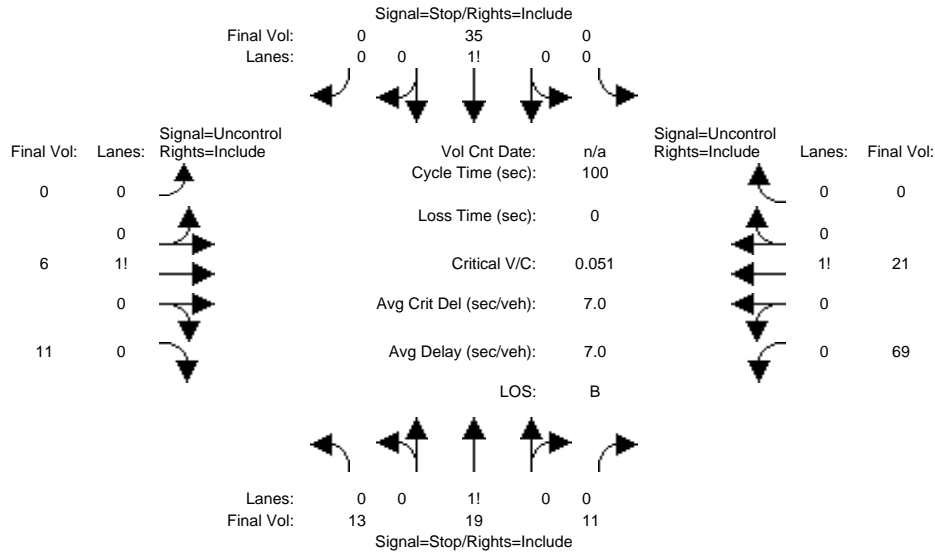 Signal=Stop/Rights=Include
Final Vol: 0 35 0
Lanes: 0 0 1! 0 0
Signal=Uncontrol Signal=Uncontrol
Final Vol: Lanes: Rights=Include Vol Cnt Date: n/a Rights=Include Lanes: Final Vol:
Cycle Time (sec): 100
0 0 0 0
Loss Time (sec): 0
0 0
6 1! Critical V/C: 0.051 1! 21
0 Avg Crit Del (sec/veh): 7.0 0
11 0 Avg Delay (sec/veh): 7.0 0 69
LOS: B
Lanes: 0 0 1! 0 0
Final Vol: 13 19 11
Signal=Stop/Rights=Include